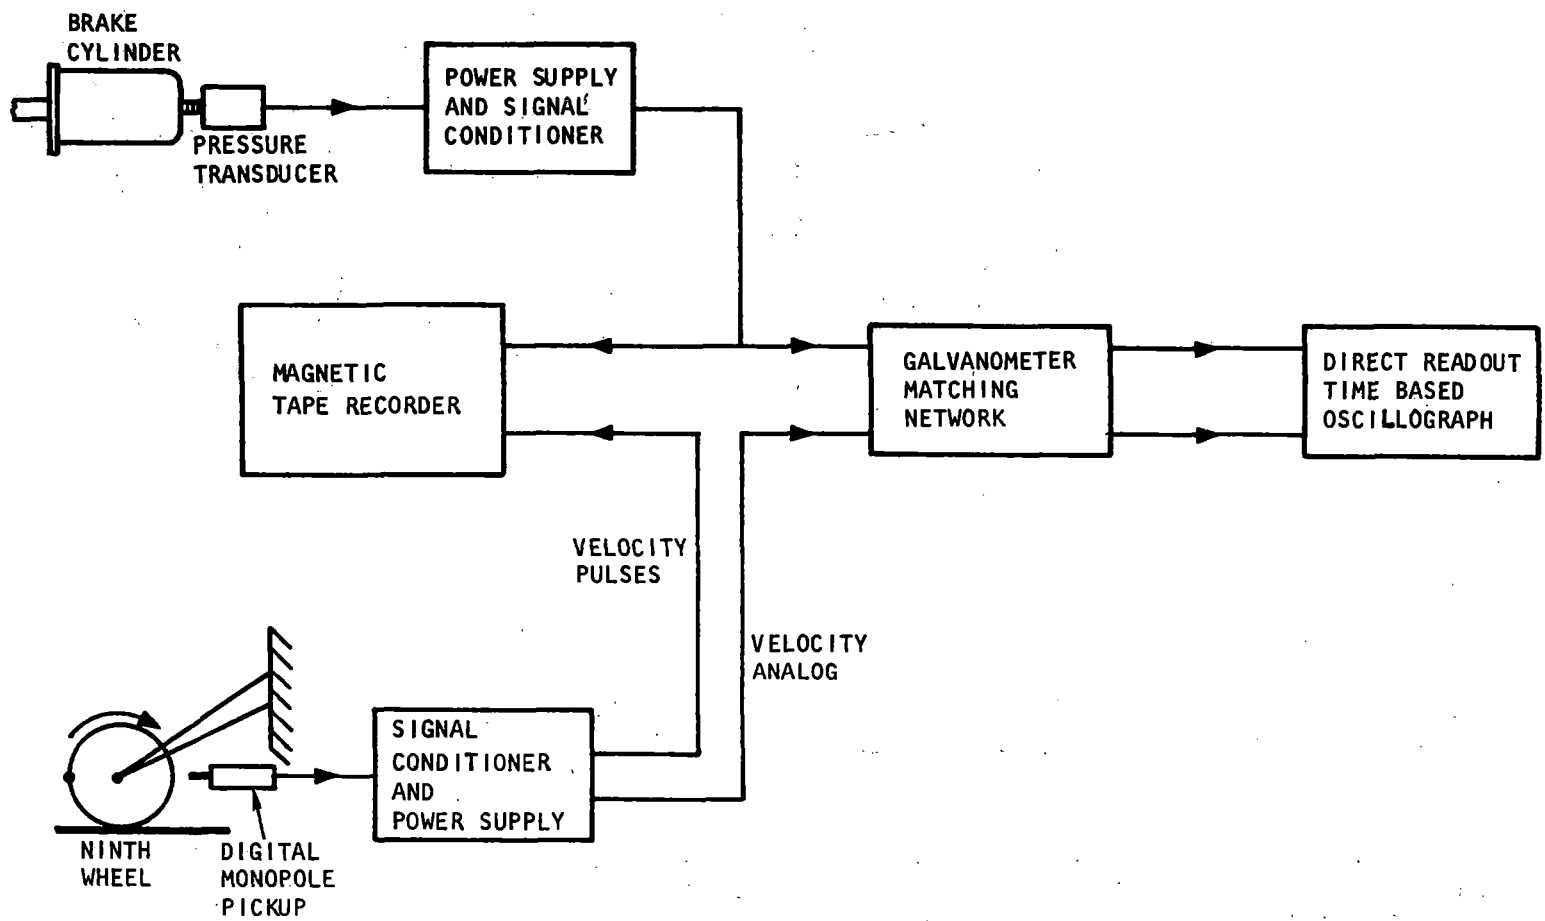 BRAKE
CYLINDER
POWER SUPPLY
AND SIGNAL
CONDITIONER
PRESSURE
TRANSDUCER
MAGNETIC
TAPE RECORDER
GALVANOMETER
MATCHING
NETWORK
DIRECT READOUT
TIME BASED
OSCILLOGRAPH
VELOCITY
PULSES
VELOCITY
ANALOG
SIGNAL
CONDITIONER
AND
POWER SUPPLY
NINTH
WHEEL
DIGITAL
MONOPOLE
PICKUP